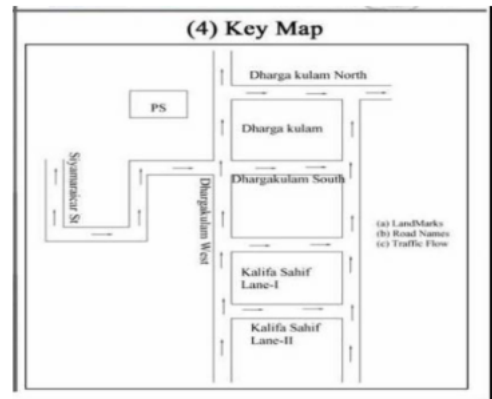 (4) Key Map
Dharga kulam North
PS
Dharga kulam
Siyamaraicar St
Dhargakulam South
Dhargakulam West
(a) LandMarks
(b) Road Names
(c) Traffic Flow
Kalifa Sahif
Lane-I
Kalifa Sahif
Lane-II